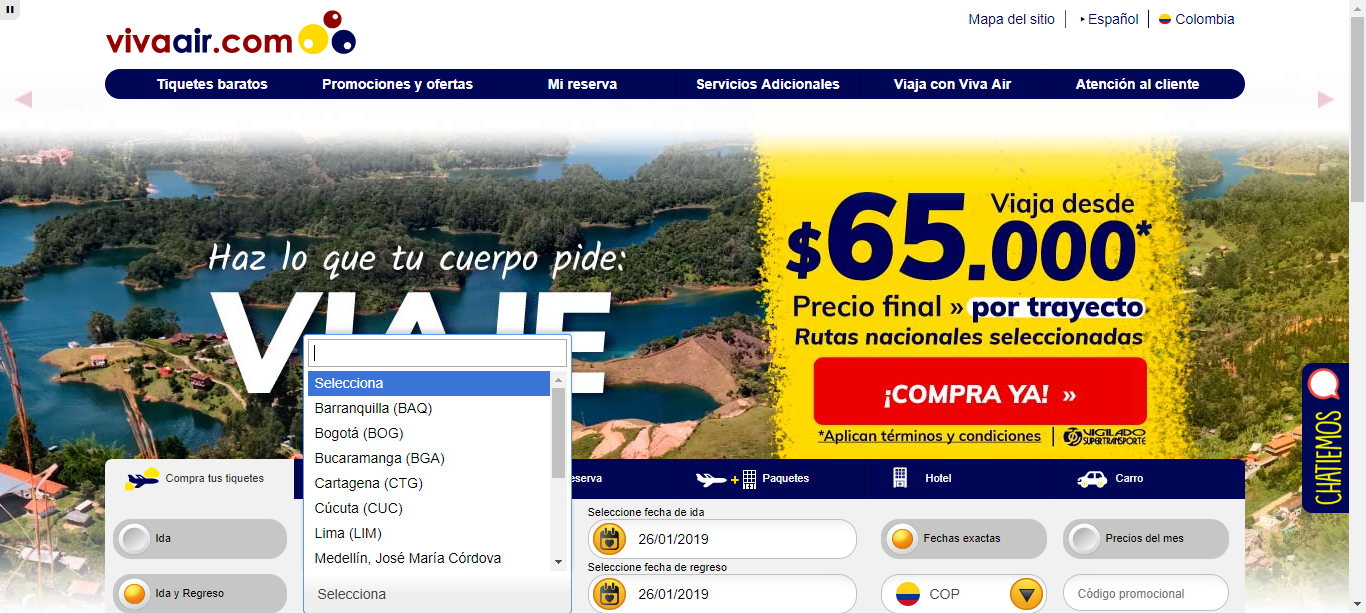 vivaair.com
Mapa del sitio
Español
Colombia
Tiquetes baratos
Promociones y ofertas
Mi reserva
Servicios Adicionales
Viaja con Viva Air
Atención al cliente
Haz lo que tu cuerpo pide:
VIAJE
Viaja desde
$65.000*
Precio final » por trayecto
Rutas nacionales seleccionadas
¡COMPRA YA! »
*Aplican términos y condiciones
VIGILADO
SUPERTRANSPORTE
CHATIEMOS
Selecciona
Barranquilla (BAQ)
Bogotá (BOG)
Bucaramanga (BGA)
Cartagena (CTG)
Cúcuta (CUC)
Lima (LIM)
Medellín, José María Córdova
Selecciona
Compra tus tiquetes
eserva
Paquetes
Hotel
Carro
Ida
Ida y Regreso
Seleccione fecha de ida
26/01/2019
Seleccione fecha de regreso
26/01/2019
Fechas exactas
Precios del mes
COP
Código promocional